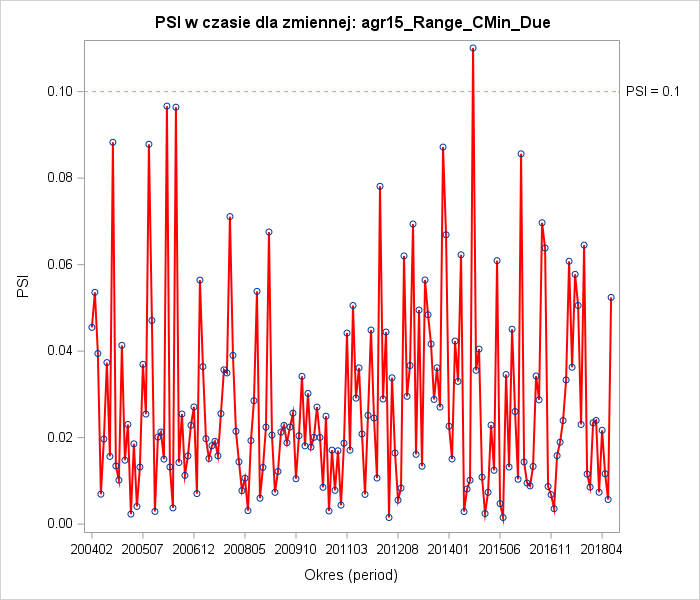 PSI w czasie dla zmiennej: agr15_Range_CMin_Due
0.10
PSI = 0.1
0.08
0.06
PSI
0.04
0.02
0.00
200402 200507 200612 200805 200910 201103 201208 201401 201506 201611 201804
Okres (period)